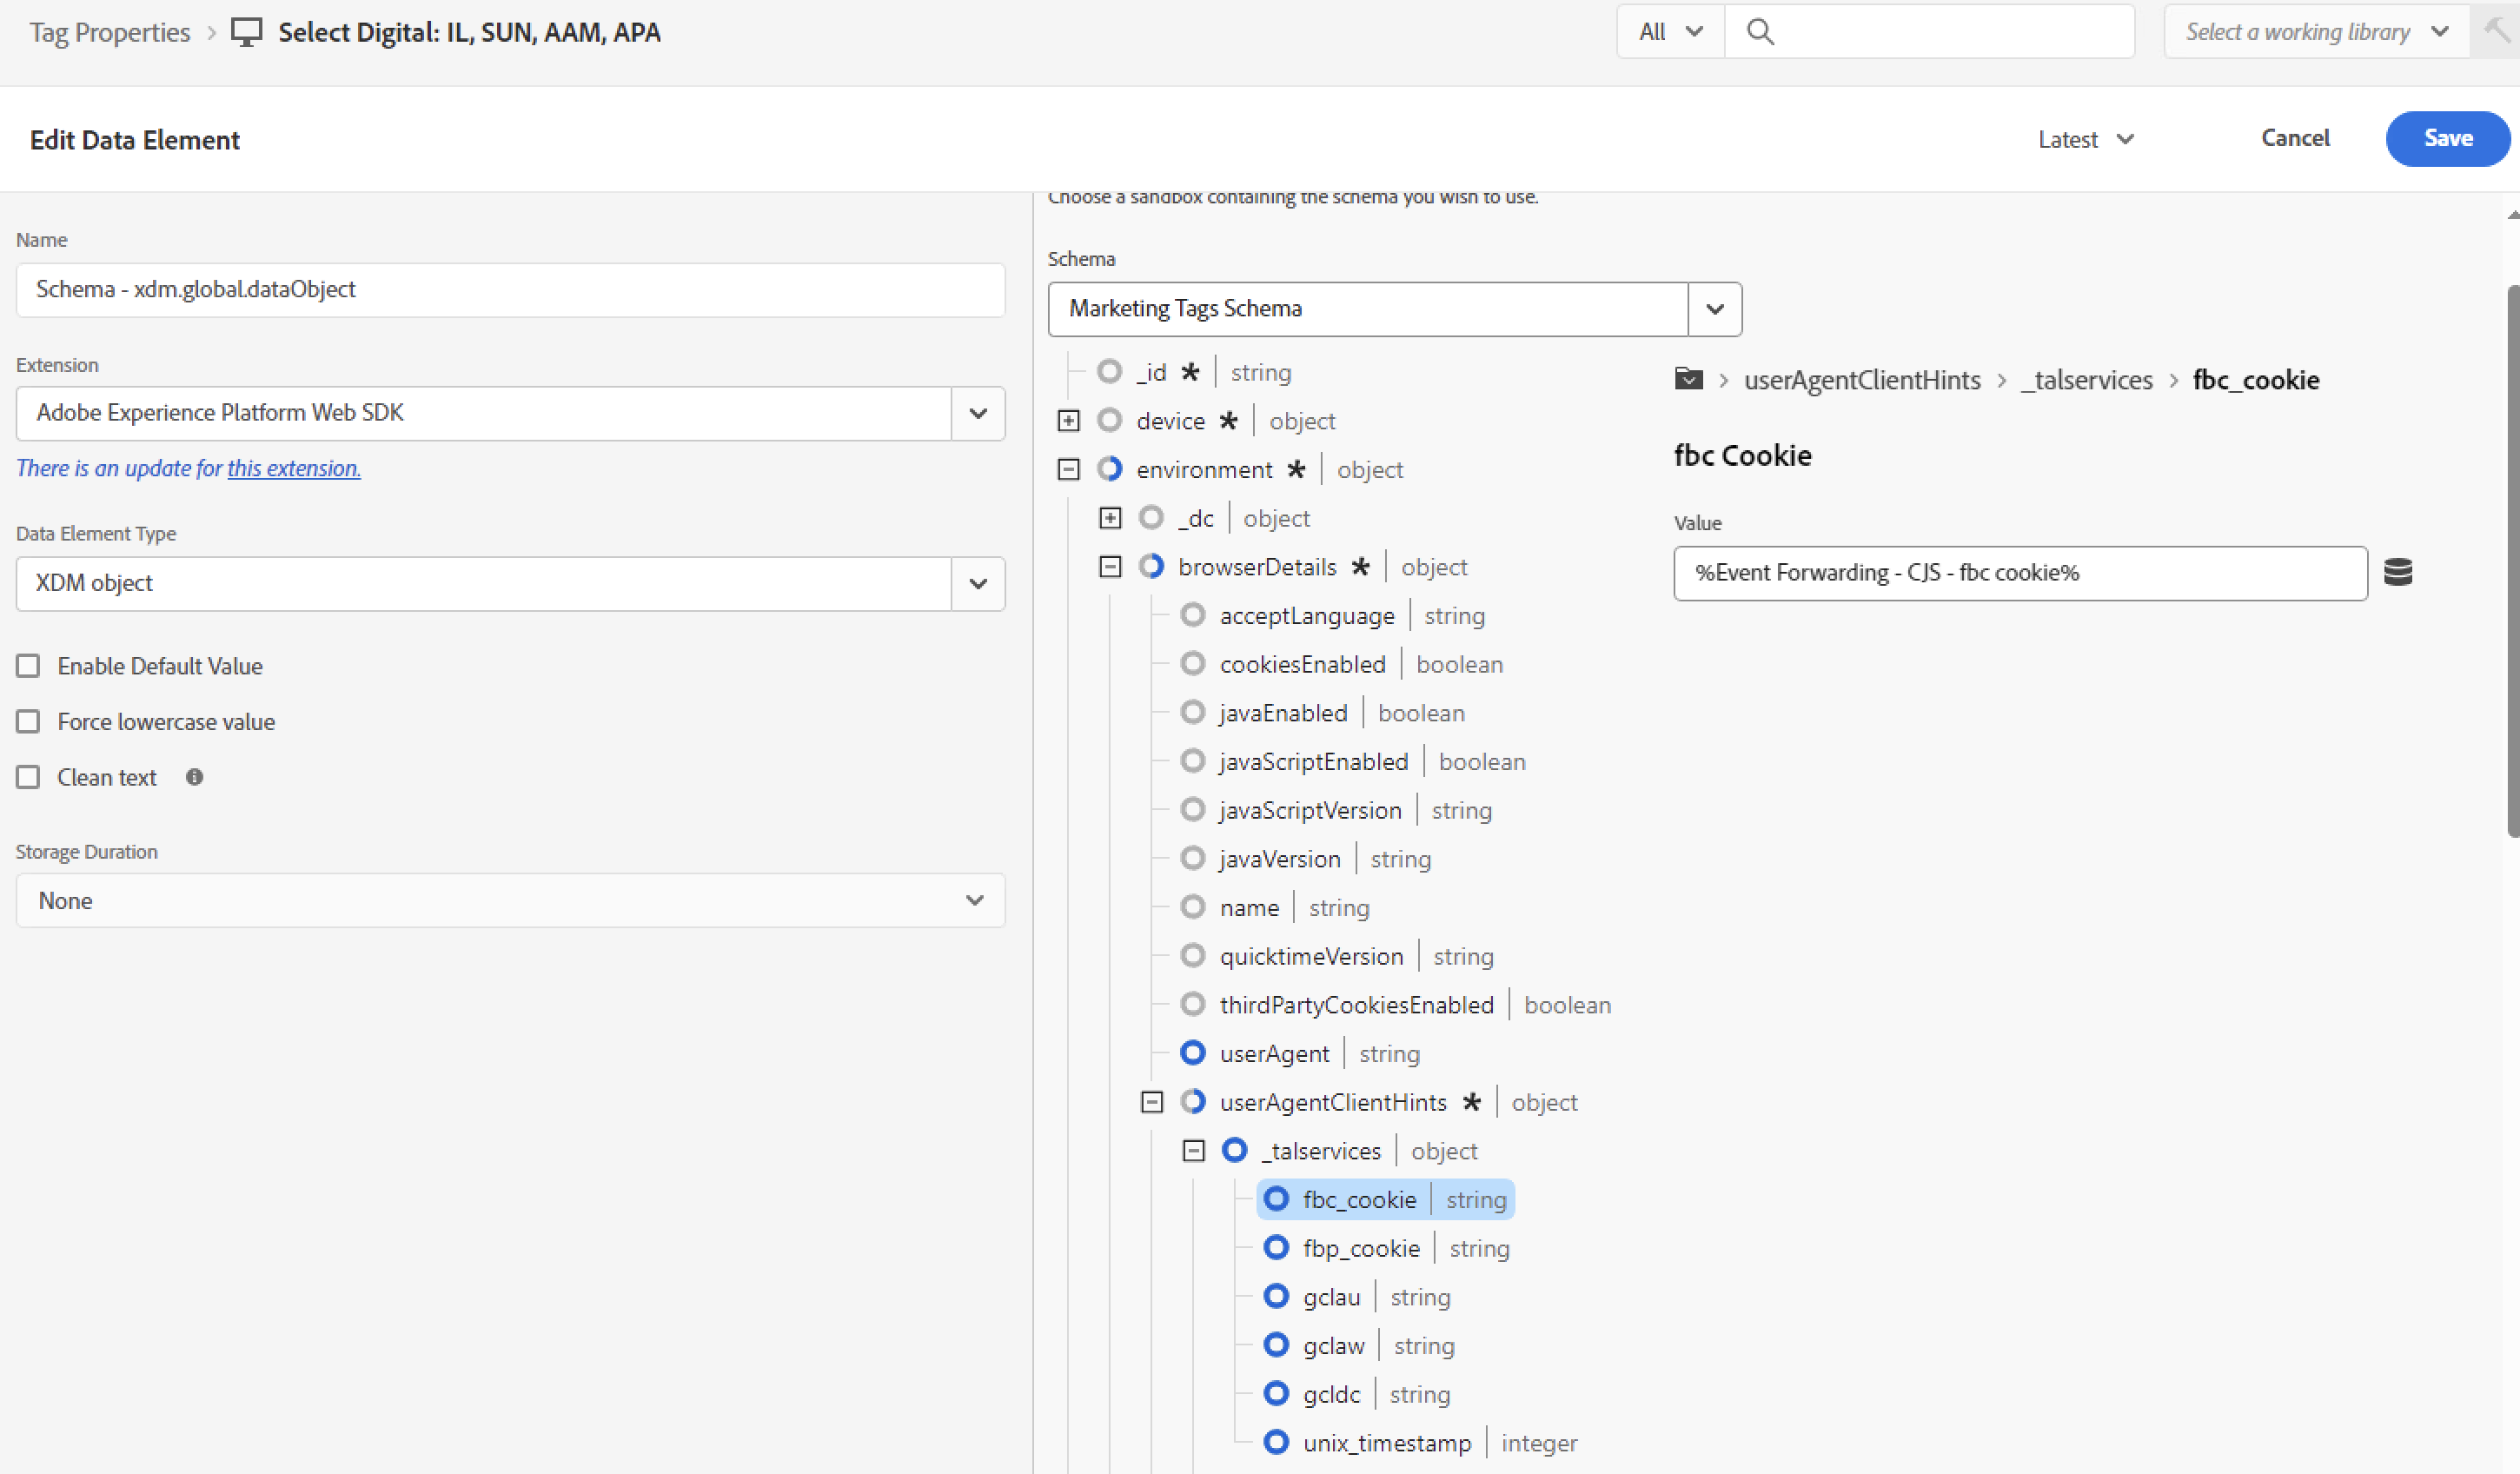 Tag Properties > Select Digital: IL, SUN, AAM, APA
All
Select a working library
Edit Data Element
Latest
Cancel
Save
Name
Schema - xdm.global.dataObject
Extension
Adobe Experience Platform Web SDK
There is an update for this extension.
Data Element Type
XDM object
Enable Default Value
Force lowercase value
Clean text
Storage Duration
None
Choose a sandbox containing the schema you wish to use.
Schema
Marketing Tags Schema
_id * | string
device * | object
environment * | object
_dc | object
browserDetails * | object
acceptLanguage | string
cookiesEnabled | boolean
javaEnabled | boolean
javaScriptEnabled | boolean
javaScriptVersion | string
javaVersion | string
name | string
quicktimeVersion | string
thirdPartyCookiesEnabled | boolean
userAgent | string
userAgentClientHints * | object
_talservices | object
fbc_cookie | string
fbp_cookie | string
gclau | string
gclaw | string
gcldc | string
unix_timestamp | integer
> userAgentClientHints > _talservices > fbc_cookie
fbc Cookie
Value
%Event Forwarding - CJS - fbc cookie%